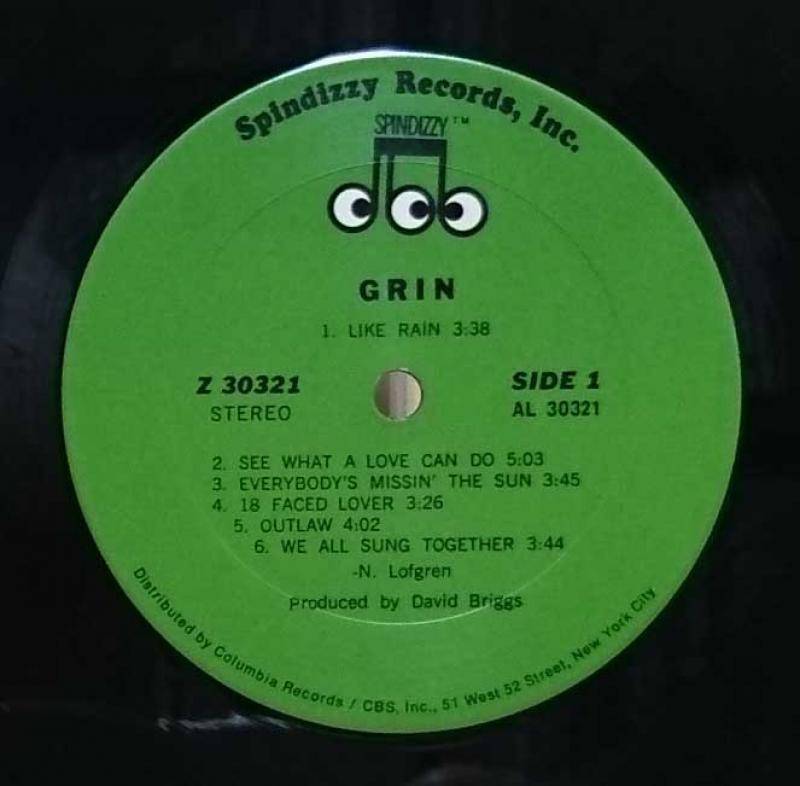 Spindizzy Records, Inc.
SPINDIZZY™
GRIN
1. LIKE RAIN 3:38
Z 30321
STEREO
SIDE 1
AL 30321
2. SEE WHAT A LOVE CAN DO 5:03
3. EVERYBODY'S MISSIN' THE SUN 3:45
4. 18 FACED LOVER 3:26
5. OUTLAW 4:02
6. WE ALL SUNG TOGETHER 3:44
-N. Lofgren
Produced by David Briggs
Distributed by Columbia Records / CBS, Inc., 51 West 52 Street, New York City